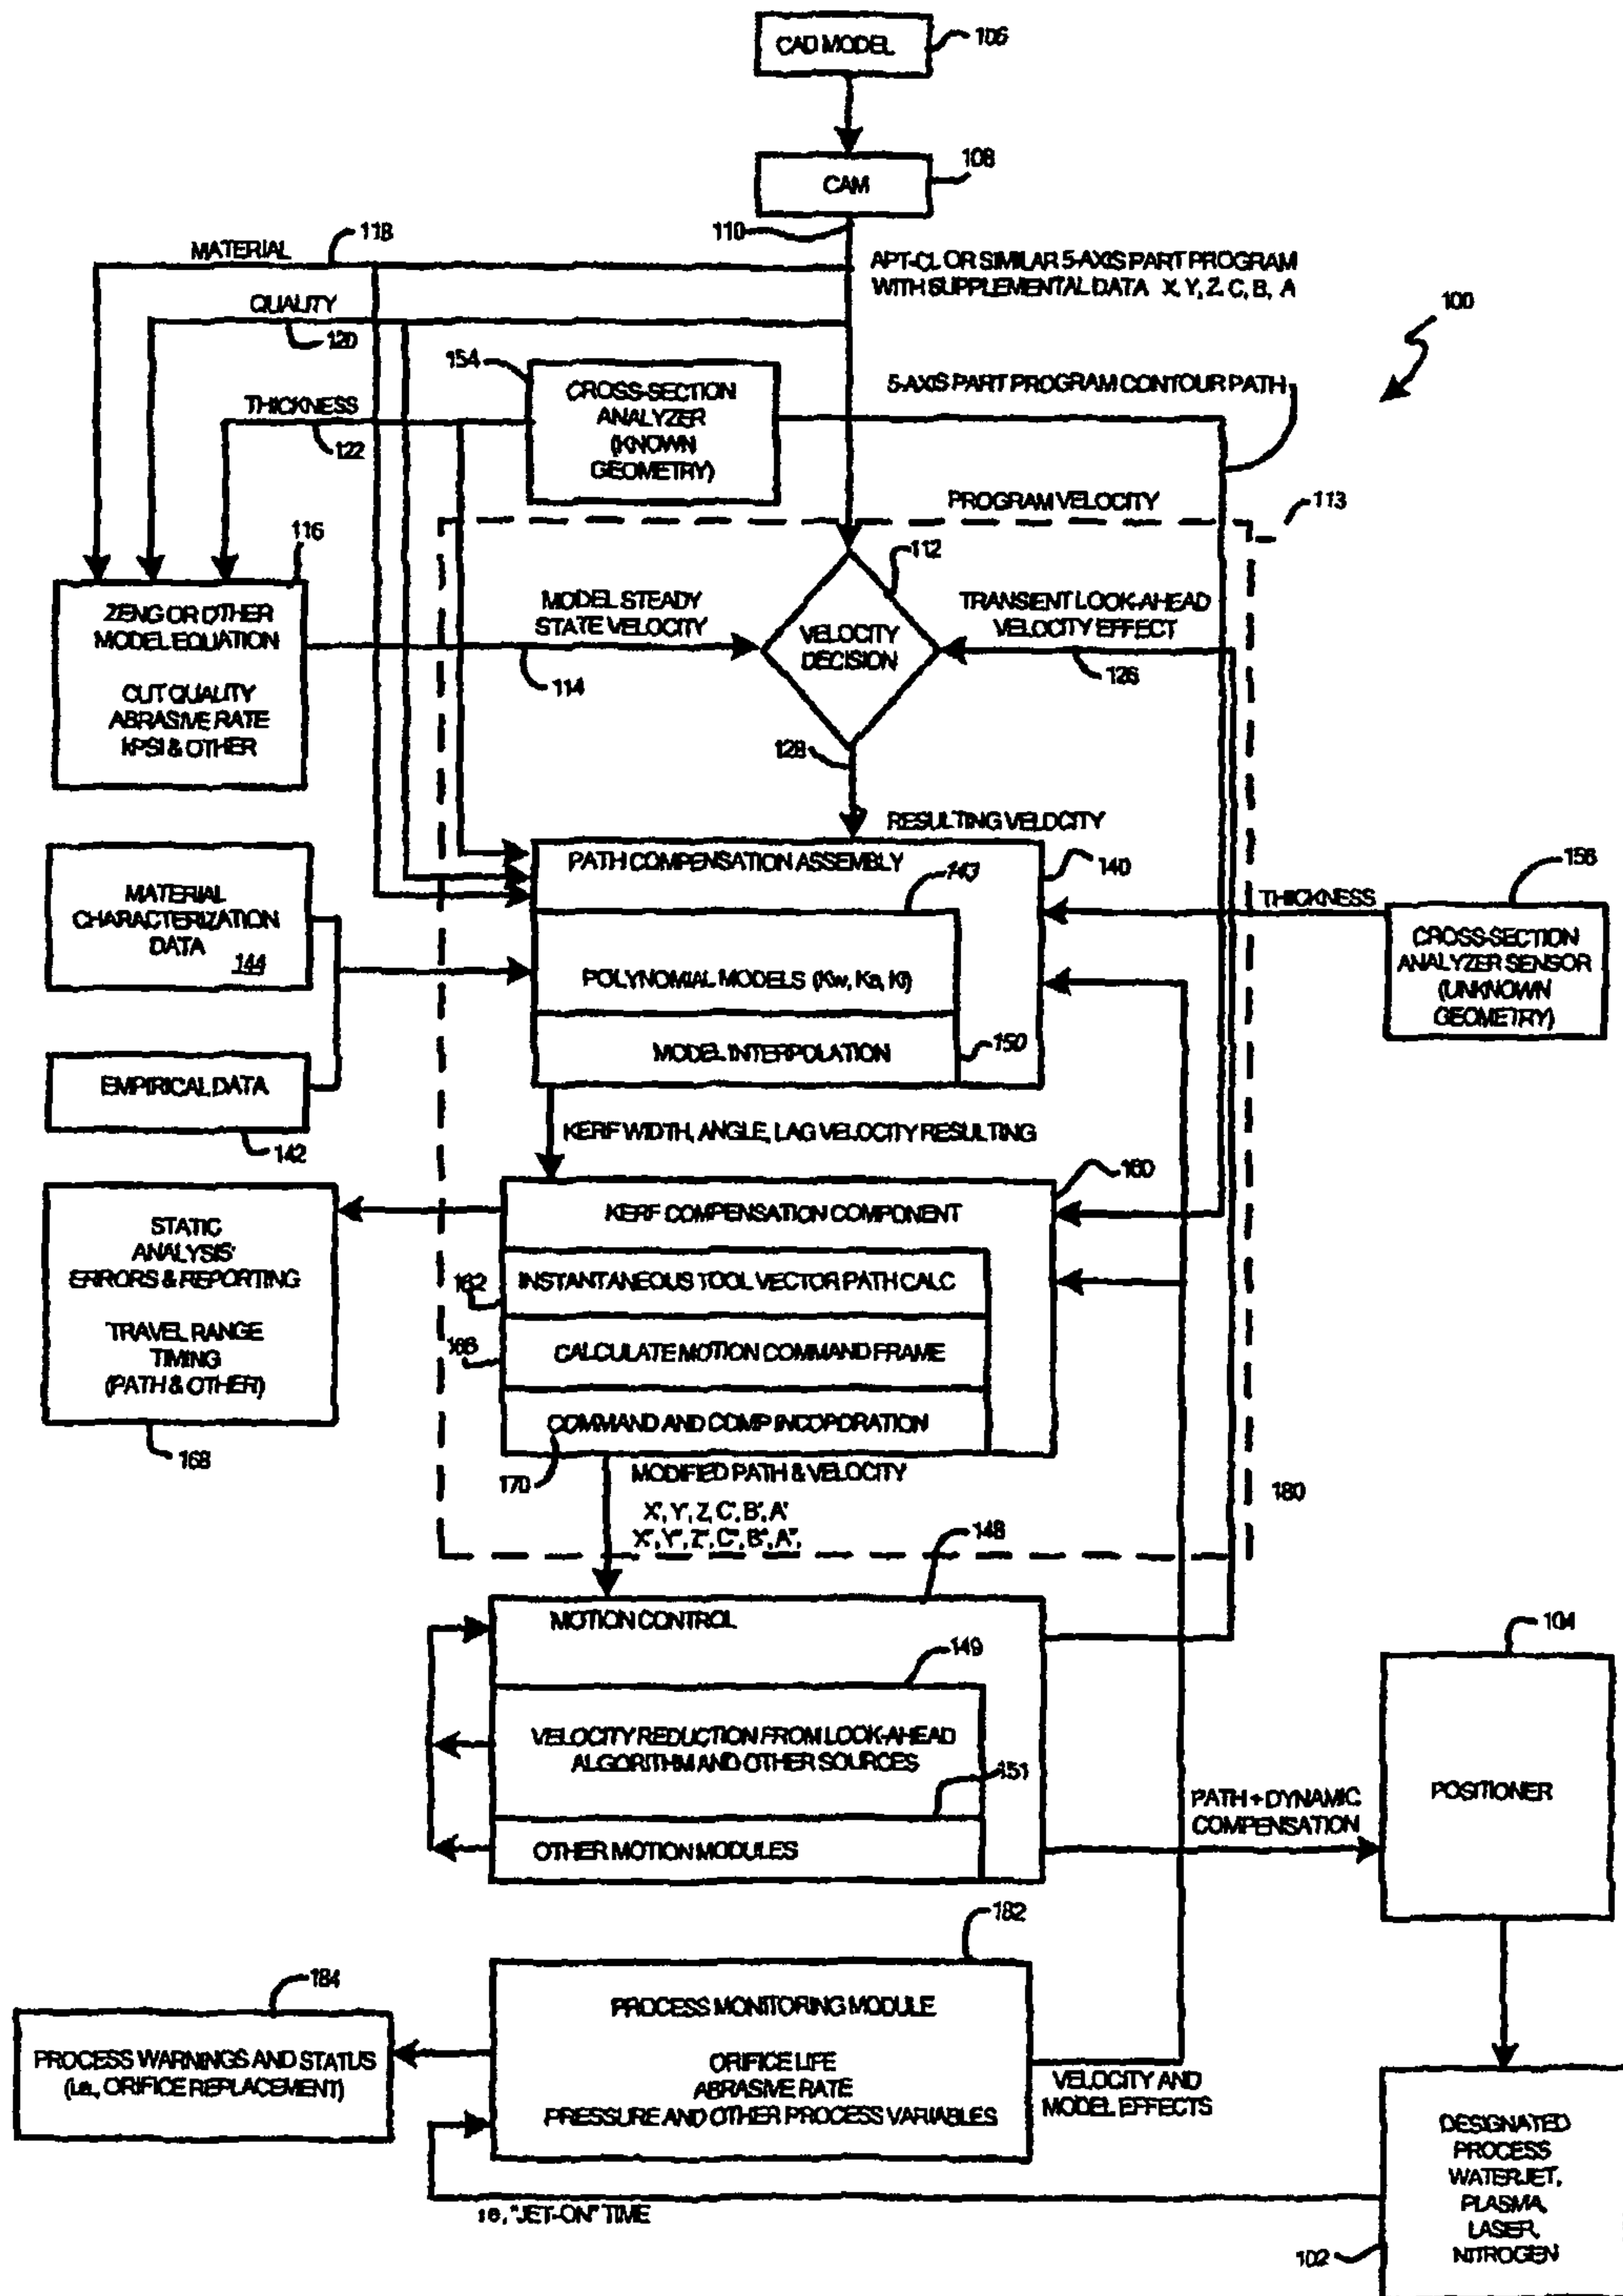 CAD MODEL
106
CAM
108
110
MATERIAL
118
APT-CL OR SIMILAR 5-AXIS PART PROGRAM
WITH SUPPLEMENTAL DATA X, Y, Z, C, B, A
100
QUALITY
120
154
CROSS-SECTION
ANALYZER
(KNOWN
GEOMETRY)
5-AXIS PART PROGRAM CONTOUR PATH
THICKNESS
122
PROGRAM VELOCITY
113
116
ZENG OR OTHER
MODEL EQUATION
CUT QUALITY
ABRASIVE RATE
KPSI & OTHER
112
MODEL STEADY
STATE VELOCITY
114
VELOCITY
DECISION
TRANSIENT LOOK-AHEAD
VELOCITY EFFECT
126
128
RESULTING VELOCITY
PATH COMPENSATION ASSEMBLY
143
140
POLYNOMIAL MODELS (Kw, Ka, Kl)
MODEL INTERPOLATION
150
MATERIAL
CHARACTERIZATION
DATA
144
EMPIRICAL DATA
142
THICKNESS
158
CROSS-SECTION
ANALYZER SENSOR
(UNKNOWN
GEOMETRY)
KERF WIDTH, ANGLE, LAG VELOCITY RESULTING
160
KERF COMPENSATION COMPONENT
162
INSTANTANEOUS TOOL VECTOR PATH CALC
166
CALCULATE MOTION COMMAND FRAME
COMMAND AND COMP INCOPORATION
170
STATIC
ANALYSIS'
ERRORS & REPORTING
TRAVEL RANGE
TIMING
(PATH & OTHER)
168
MODIFIED PATH & VELOCITY
X', Y', Z, C', B', A'
X", Y", Z", C", B", A",
180
148
MOTION CONTROL
149
VELOCITY REDUCTION FROM LOOK-AHEAD
ALGORITHM AND OTHER SOURCES
151
OTHER MOTION MODULES
PATH + DYNAMIC
COMPENSATION
104
POSITIONER
182
PROCESS MONITORING MODULE
ORIFICE LIFE
ABRASIVE RATE
PRESSURE AND OTHER PROCESS VARIABLES
184
PROCESS WARNINGS AND STATUS
(i.e., ORIFICE REPLACEMENT)
VELOCITY AND
MODEL EFFECTS
ie, "JET-ON" TIME
DESIGNATED
PROCESS
WATERJET,
PLASMA,
LASER,
NITROGEN
102